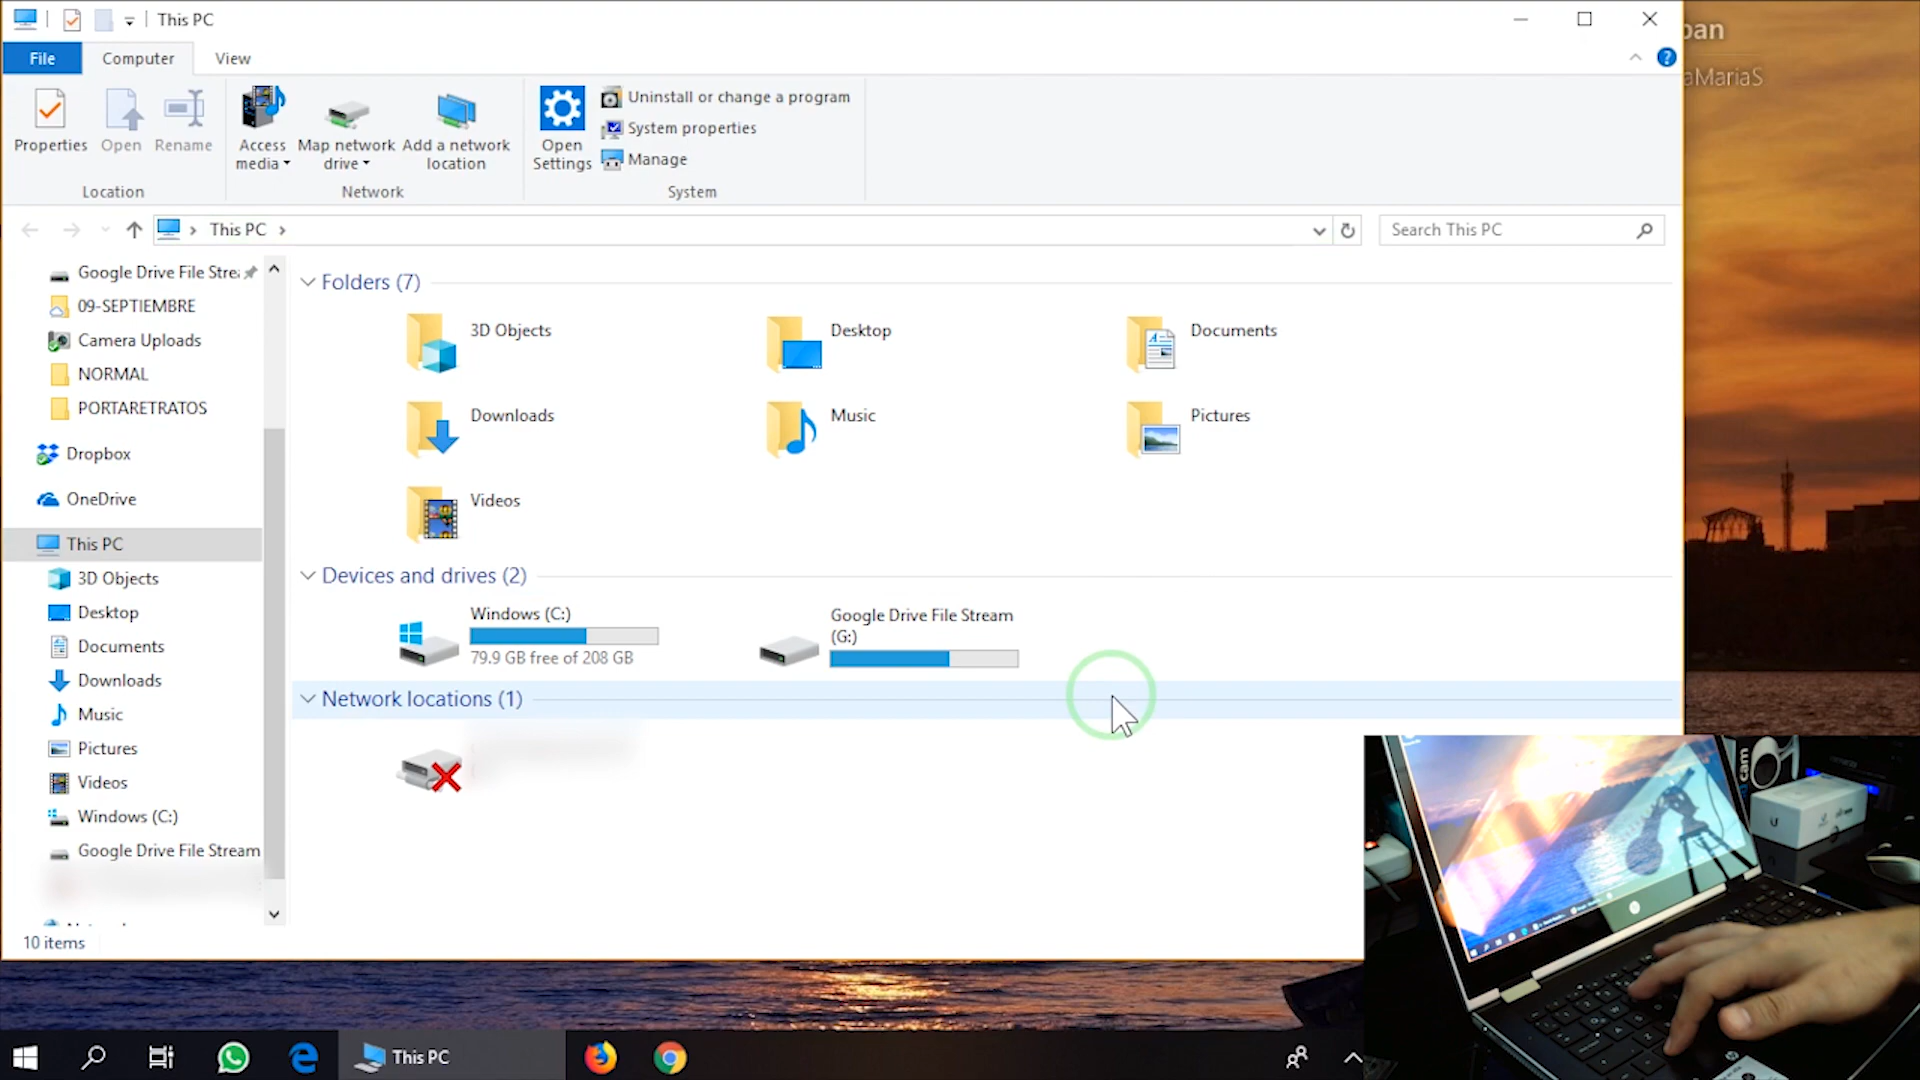 This PC
ban
aMariaS
File
Computer
View
Properties
Open
Rename
Access media
Map network drive
Add a network location
Open Settings
Uninstall or change a program
System properties
Manage
Location
Network
System
This PC
Search This PC
Google Drive File Stre
09-SEPTIEMBRE
Camera Uploads
NORMAL
PORTARETRATOS
Dropbox
OneDrive
This PC
3D Objects
Desktop
Documents
Downloads
Music
Pictures
Videos
Windows (C:)
Google Drive File Stream
Folders (7)
3D Objects
Desktop
Documents
Downloads
Music
Pictures
Videos
Devices and drives (2)
Windows (C:)
79.9 GB free of 208 GB
Google Drive File Stream
(G:)
Network locations (1)
10 items
This PC